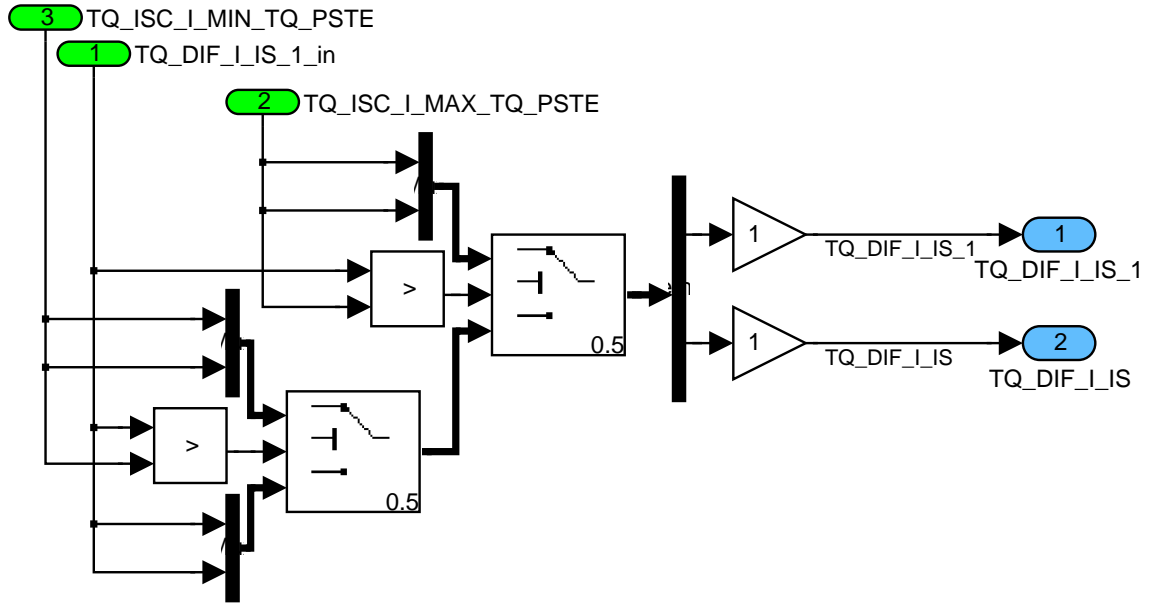 3 TQ_ISC_I_MIN_TQ_PSTE
1 TQ_DIF_I_IS_1_in
2 TQ_ISC_I_MAX_TQ_PSTE
1
TQ_DIF_I_IS_1
1
TQ_DIF_I_IS_1
>
0.5
1
TQ_DIF_I_IS
2
TQ_DIF_I_IS
>
0.5